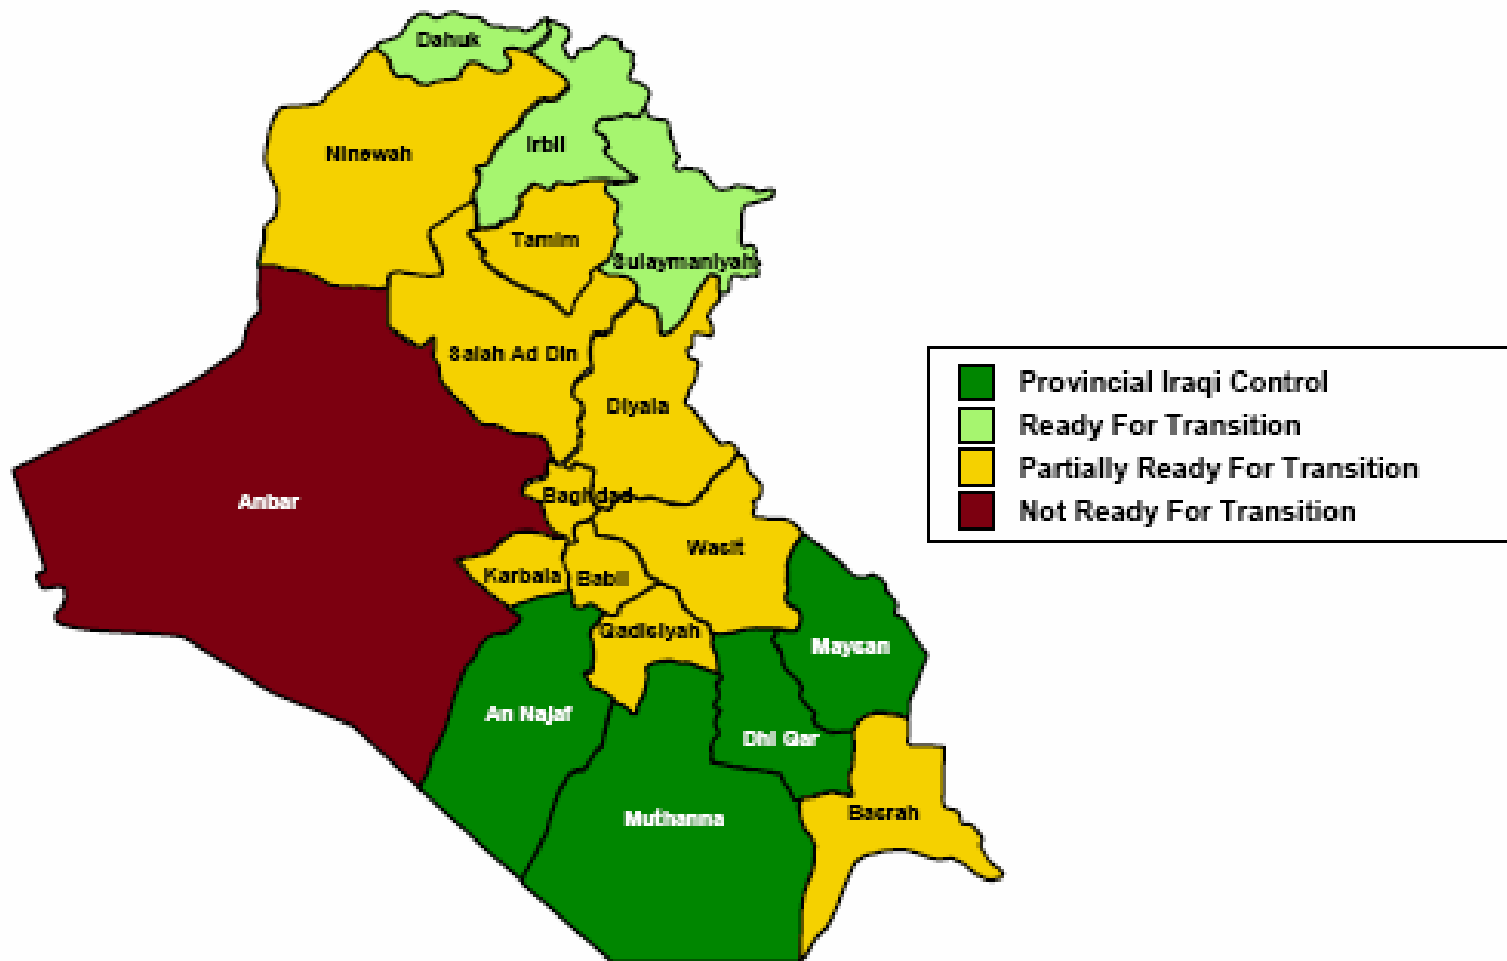 Dahuk
Irbil
Ninewah
Tamim
Sulaymaniyah
Salah Ad Din
Diyala
Baghdad
Anbar
Wasit
Karbala
Babil
Qadisiyah
Maysan
An Najaf
Dhi Qar
Muthanna
Basrah
Provincial Iraqi Control
Ready For Transition
Partially Ready For Transition
Not Ready For Transition